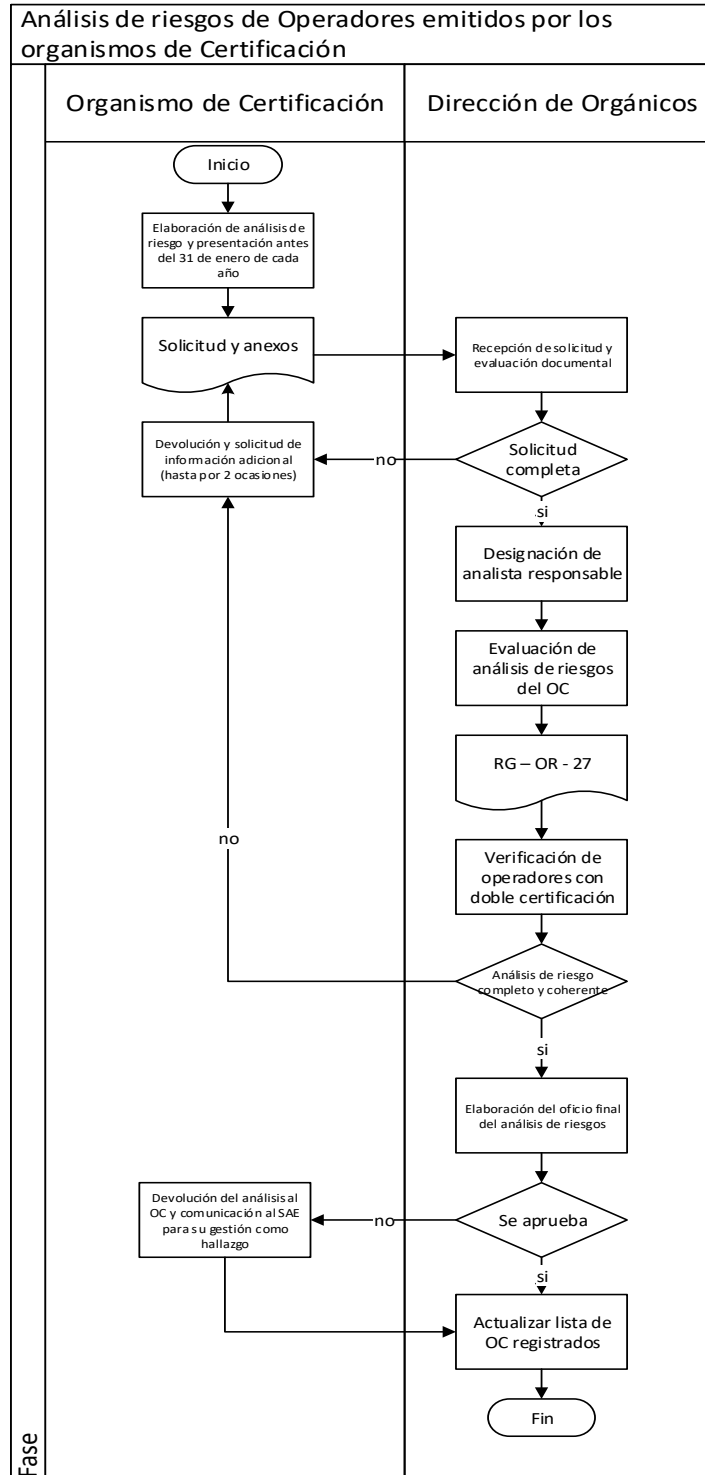 Análisis de riesgos de Operadores emitidos por los
organismos de Certificación
Organismo de Certificación
Dirección de Orgánicos
Inicio
Elaboración de análisis de
riesgo y presentación antes
del 31 de enero de cada
año
Solicitud y anexos
Recepción de solicitud y
evaluación documental
Devolución y solicitud de
información adicional
(hasta por 2 ocasiones)
no
Solicitud
completa
si
Designación de
analista responsable
Evaluación de
análisis de riesgos
del OC
RG – OR - 27
no
Verificación de
operadores con
doble certificación
Análisis de riesgo
completo y coherente
si
Elaboración del oficio final
del análisis de riesgos
Devolución del análisis al
OC y comunicación al SAE
para su gestión como
hallazgo
no
Se aprueba
si
Actualizar lista de
OC registrados
Fin
Fase